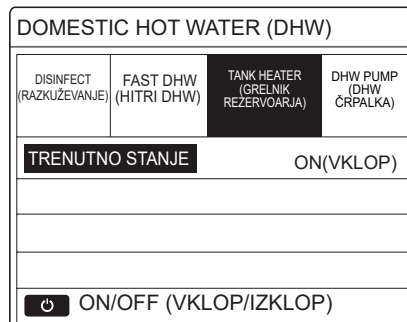 DOMESTIC HOT WATER (DHW)
DISINFECT
(RAZKUŽEVANJE)
FAST DHW
(HITRI DHW)
TANK HEATER
(GRELNIK
REZERVOARJA)
DHW PUMP
(DHW
ČRPALKA)
TRENUTNO STANJE
ON(VKLOP)
ON/OFF (VKLOP/IZKLOP)